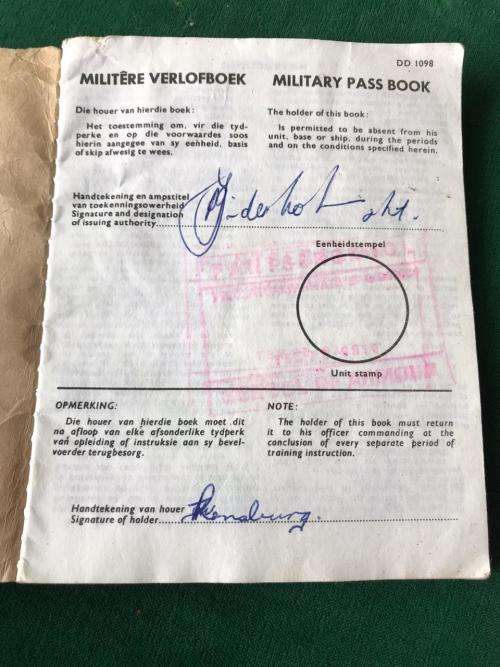 DD 1098
MILITÊRE VERLOFBOEK
MILITARY PASS BOOK
Die houer van hierdie boek:
Het toestemming om, vir die tyd-
perke en op die voorwaardes soos
hierin aangegee van sy eenheid, basis
of skip afwesig te wees.
The holder of this book:
Is permitted to be absent from his
unit, base or ship, during the periods
and on the conditions specified herein.
Handtekening en ampstitel
van toekenningsowerheid
Signature and designation
of issuing authority
Eenheidstempel
Unit stamp
OPMERKING:
Die houer van hierdie boek moet dit
na afloop van elke afsonderlike tydperk
van opleiding of instruksie aan sy bevel-
voerder terugbesorg.
NOTE:
The holder of this book must return
it to his officer commanding at the
conclusion of every separate period of
training instruction.
Handtekening van houer
Signature of holder